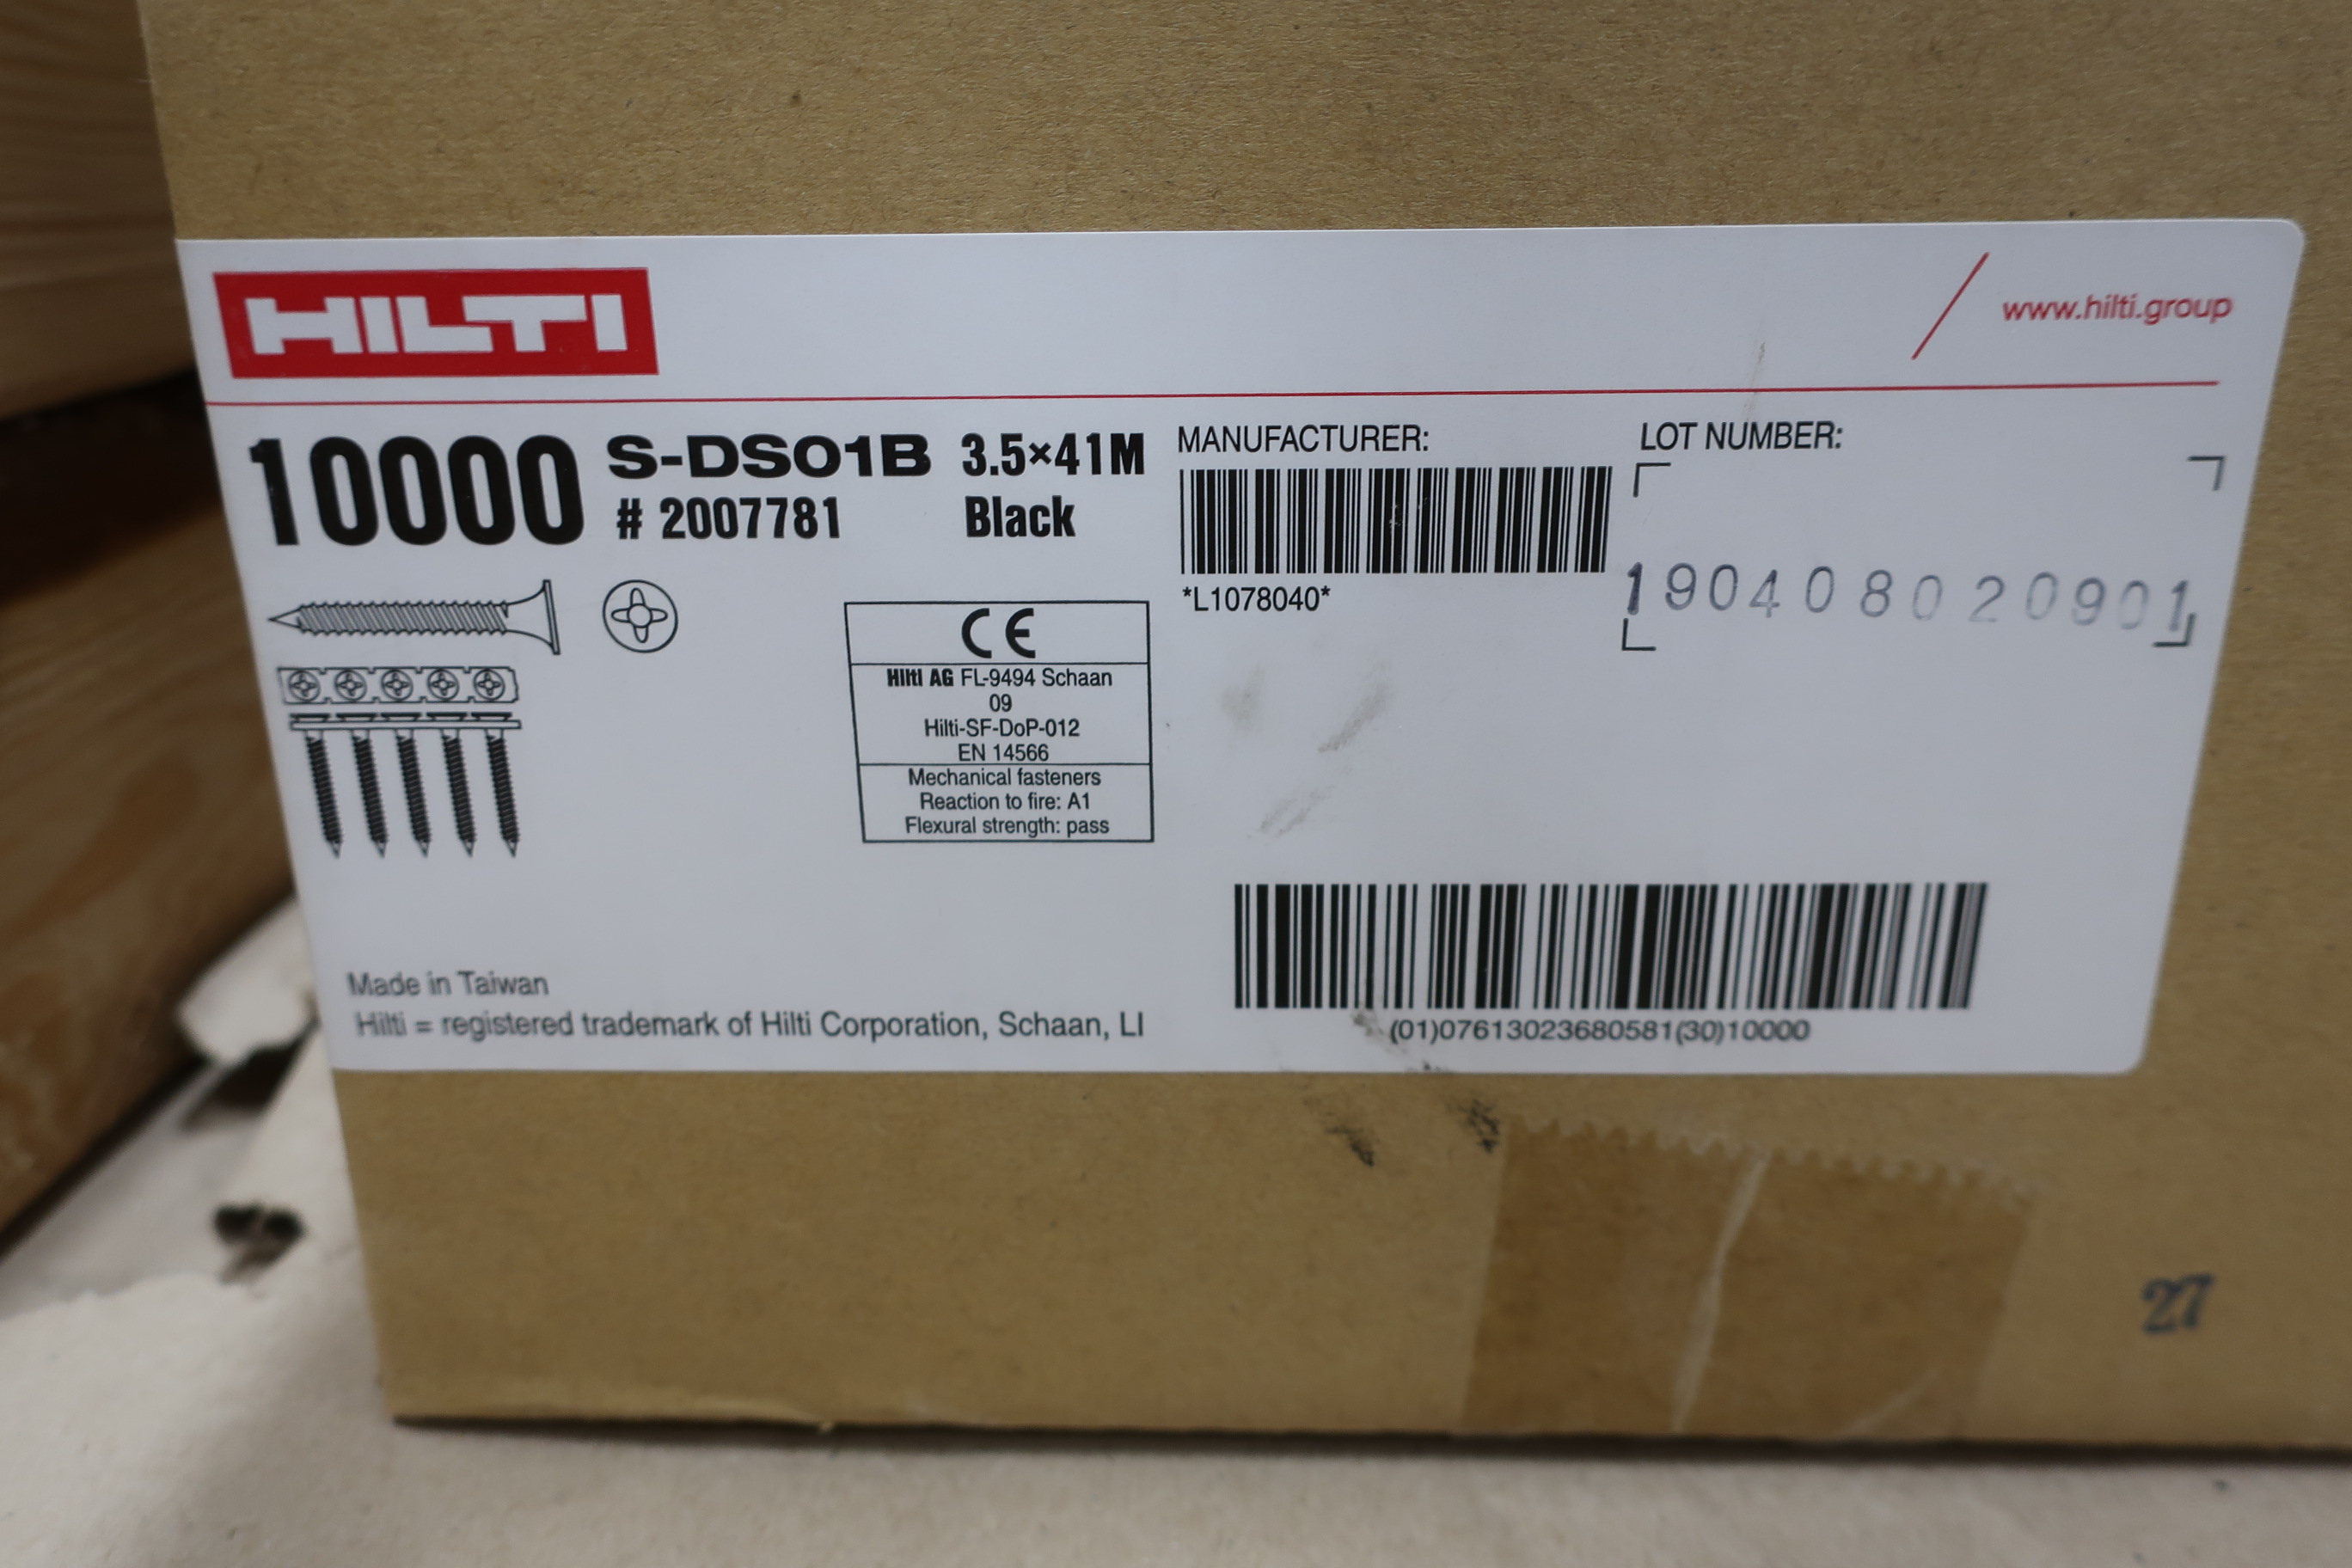 HILTI
www.hilti.group
10000 S-DS01B 3.5×41M
# 2007781 Black
MANUFACTURER:
*L1078040*
LOT NUMBER:
190408020901
CE
Hilti AG FL-9494 Schaan
09
Hilti-SF-DoP-012
EN 14566
Mechanical fasteners
Reaction to fire: A1
Flexural strength: pass
Made in Taiwan
Hilti = registered trademark of Hilti Corporation, Schaan, LI
(01)07613023680581(30)10000
27